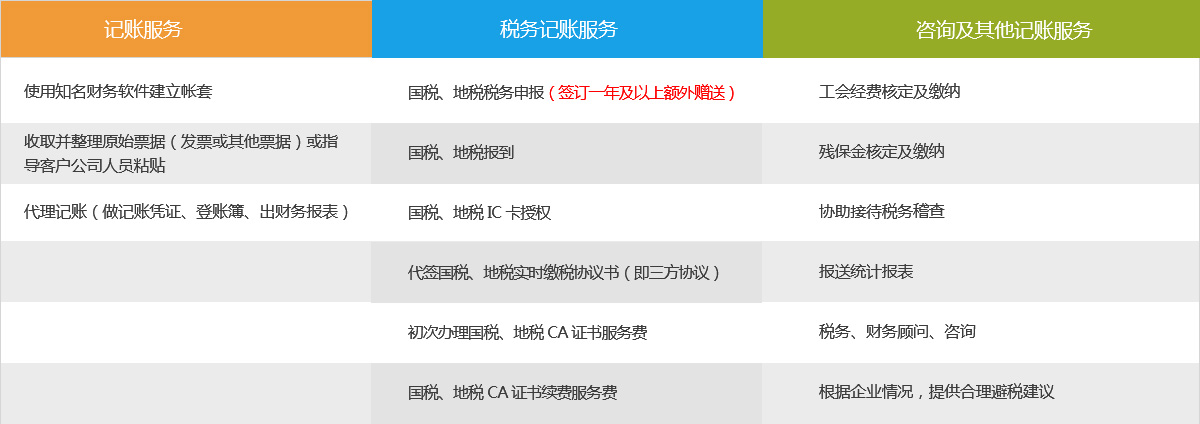 记账服务
税务记账服务
咨询及其他记账服务
使用知名财务软件建立帐套
国税、地税税务申报（签订一年及以上额外赠送）
工会经费核定及缴纳
收取并整理原始票据（发票或其他票据）或指
导客户公司人员粘贴
国税、地税报到
残保金核定及缴纳
代理记账（做记账凭证、登账簿、出财务报表）
国税、地税 IC 卡授权
协助接待税务稽查
代签国税、地税实时缴税协议书（即三方协议）
报送统计报表
初次办理国税、地税 CA 证书服务费
税务、财务顾问、咨询
国税、地税 CA 证书续费服务费
根据企业情况，提供合理避税建议